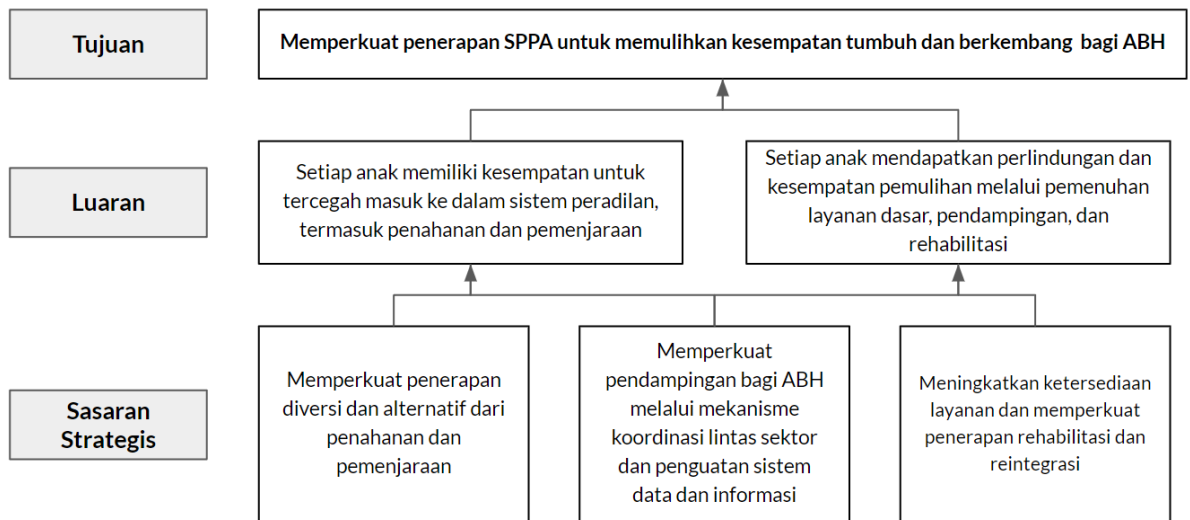 Tujuan
Memperkuat penerapan SPPA untuk memulihkan kesempatan tumbuh dan berkembang bagi ABH
Luaran
Setiap anak memiliki kesempatan untuk
tercegah masuk ke dalam sistem peradilan,
termasuk penahanan dan pemenjaraan
Setiap anak mendapatkan perlindungan dan
kesempatan pemulihan melalui pemenuhan
layanan dasar, pendampingan, dan
rehabilitasi
Sasaran
Strategis
Memperkuat penerapan
diversi dan alternatif dari
penahanan dan
pemenjaraan
Memperkuat
pendampingan bagi ABH
melalui mekanisme
koordinasi lintas sektor
dan penguatan sistem
data dan informasi
Meningkatkan ketersediaan
layanan dan memperkuat
penerapan rehabilitasi dan
reintegrasi